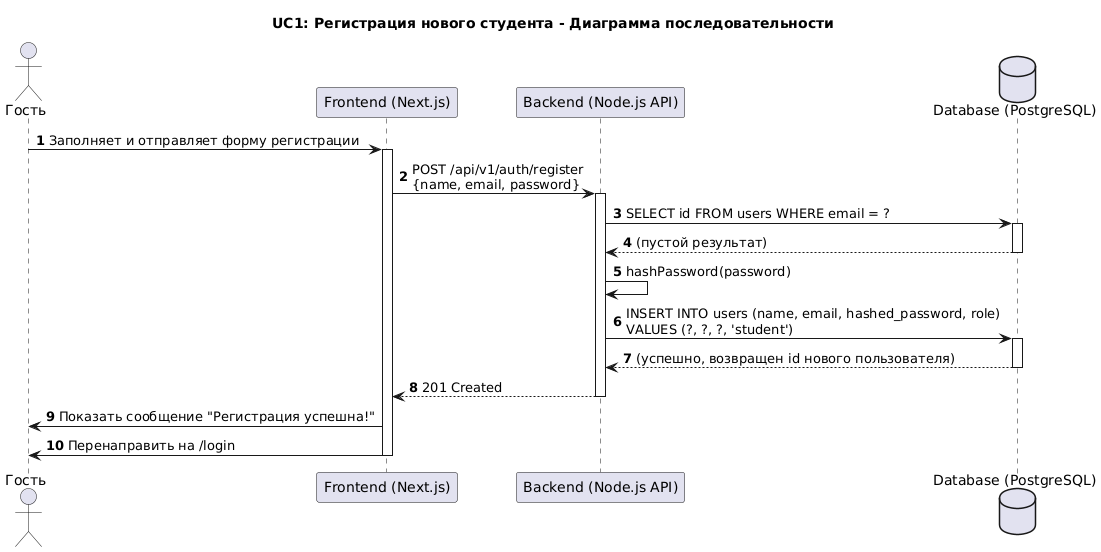 UC1: Регистрация нового студента - Диаграмма последовательности
Гость
Frontend (Next.js)
Backend (Node.js API)
Database (PostgreSQL)
1 Заполняет и отправляет форму регистрации
2 POST /api/v1/auth/register
{name, email, password}
3 SELECT id FROM users WHERE email = ?
4 (пустой результат)
5 hashPassword(password)
6 INSERT INTO users (name, email, hashed_password, role)
VALUES (?, ?, ?, 'student')
7 (успешно, возвращен id нового пользователя)
8 201 Created
9 Показать сообщение "Регистрация успешна!"
10 Перенаправить на /login
Гость
Frontend (Next.js)
Backend (Node.js API)
Database (PostgreSQL)